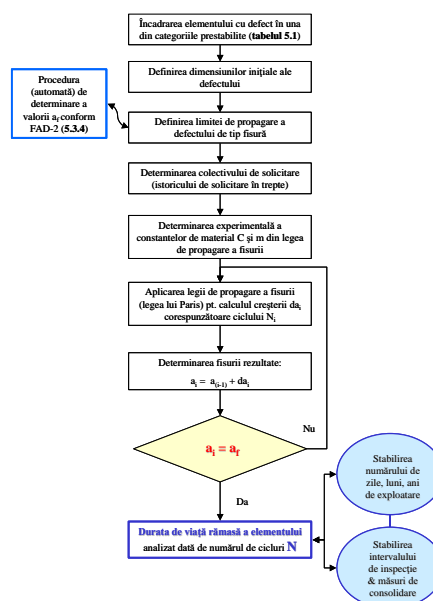 Încadrarea elementului cu defect în una
din categoriile prestabilite (tabelul 5.1)
Definirea dimensiunilor inițiale ale
defectului
Procedura
(automată) de
determinare a
valorii af conform
FAD-2 (5.3.4)
Definirea limitei de propagare a
defectului de tip fisură
Determinarea colectivului de solicitare
(istoricului de solicitare în trepte)
Determinarea experimentală a
constantelor de material C și m din legea
de propagare a fisurii
Aplicarea legii de propagare a fisurii
(legea lui Paris) pt. calculul creșterii dai
corespunzătoare ciclului Ni
Determinarea fisurii rezultate:
ai = a(i-1) + dai
Nu
ai = af
Da
Durata de viață rămasă a elementului
analizat dată de numărul de cicluri N
Stabilirea
numărului de
zile, luni, ani
de exploatare
Stabilirea
intervalului
de inspecție
& măsuri de
consolidare